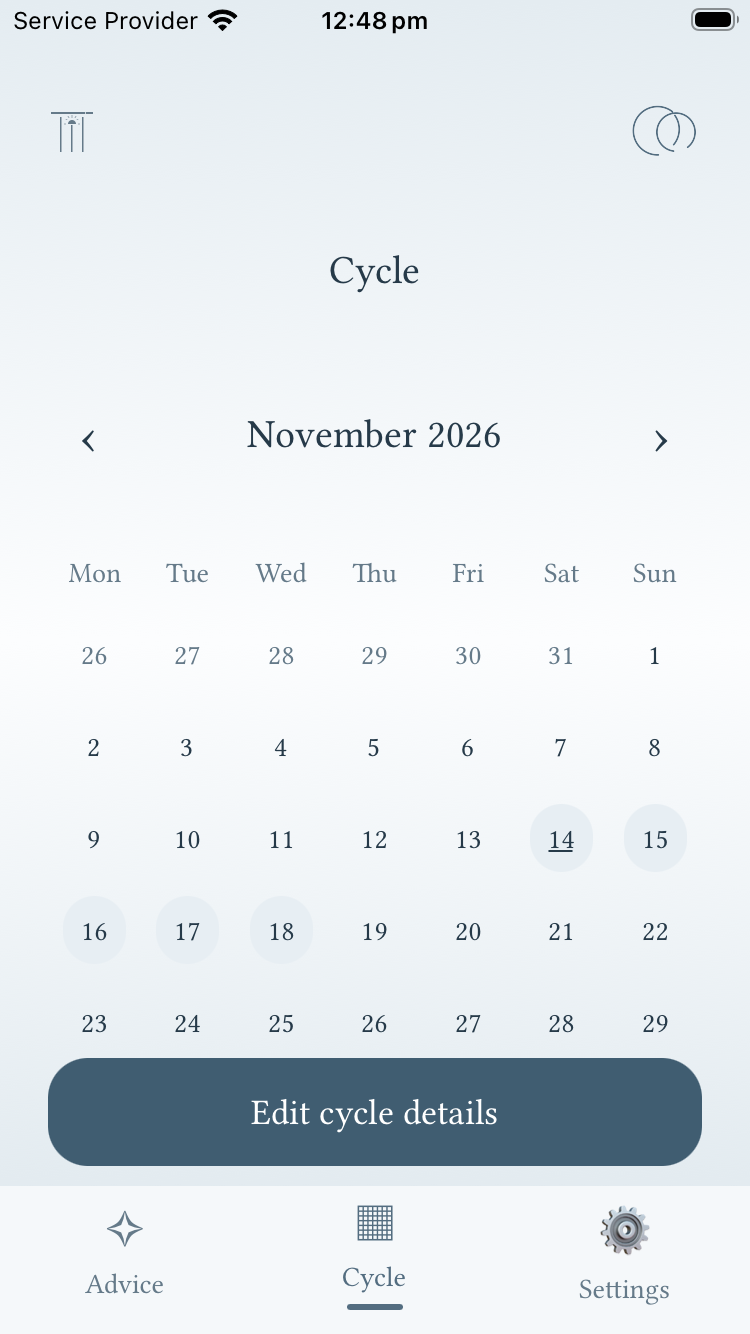 Service Provider 12:48 pm
Cycle
‹ November 2026 ›
Mon Tue Wed Thu Fri Sat Sun
26 27 28 29 30 31 1
2 3 4 5 6 7 8
9 10 11 12 13 14 15
16 17 18 19 20 21 22
23 24 25 26 27 28 29
Edit cycle details
Advice Cycle Settings